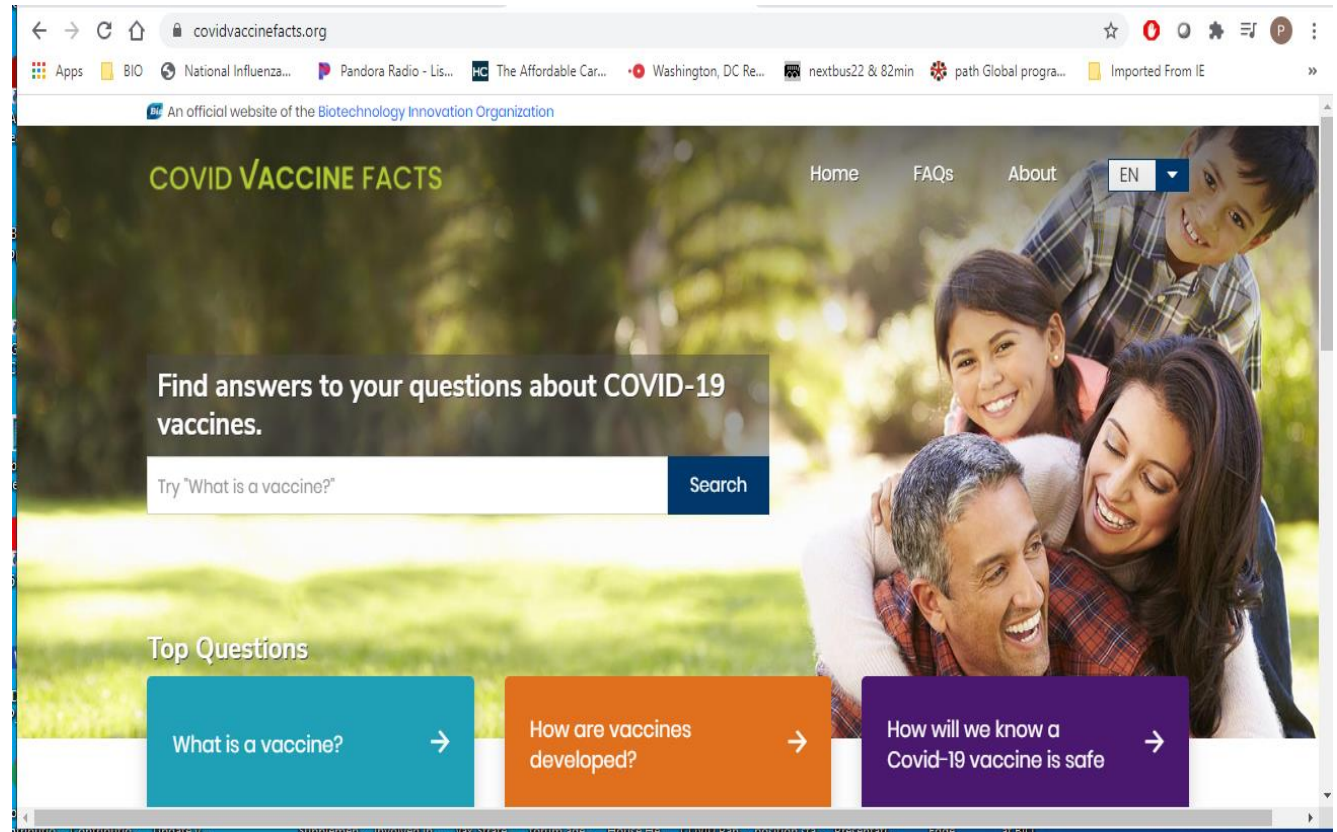 covidvaccinefacts.org
P
Apps BIO National Influenza... Pandora Radio - Lis... HC The Affordable Car... Washington, DC Re... nextbus22 & 82min path Global progra... Imported From IE »
Bio An official website of the Biotechnology Innovation Organization
COVID VACCINE FACTS
Home FAQs About EN
Find answers to your questions about COVID-19
vaccines.
Try "What is a vaccine?" Search
Top Questions
What is a vaccine?
How are vaccines
developed?
How will we know a
Covid-19 vaccine is safe